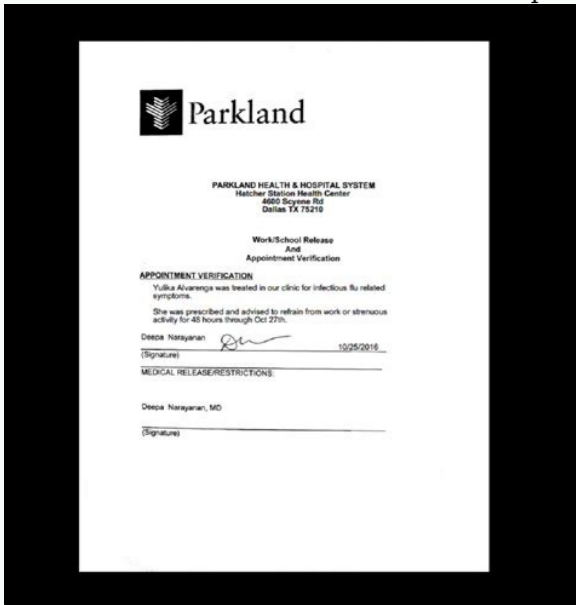 Parkland
PARKLAND HEALTH & HOSPITAL SYSTEM
Hatcher Station Health Center
4600 Scyene Rd
Dallas TX 75210
Work/School Release
And
Appointment Verification
APPOINTMENT VERIFICATION
Yulika Alvarenga was treated in our clinic for infectious flu related
symptoms.
She was prescribed and advised to refrain from work or strenuous
activity for 48 hours through Oct 27th.
Deepa Narayanan
10/25/2016
(Signature)
MEDICAL RELEASE/RESTRICTIONS:
Deepa Narayanan, MD
(Signature)